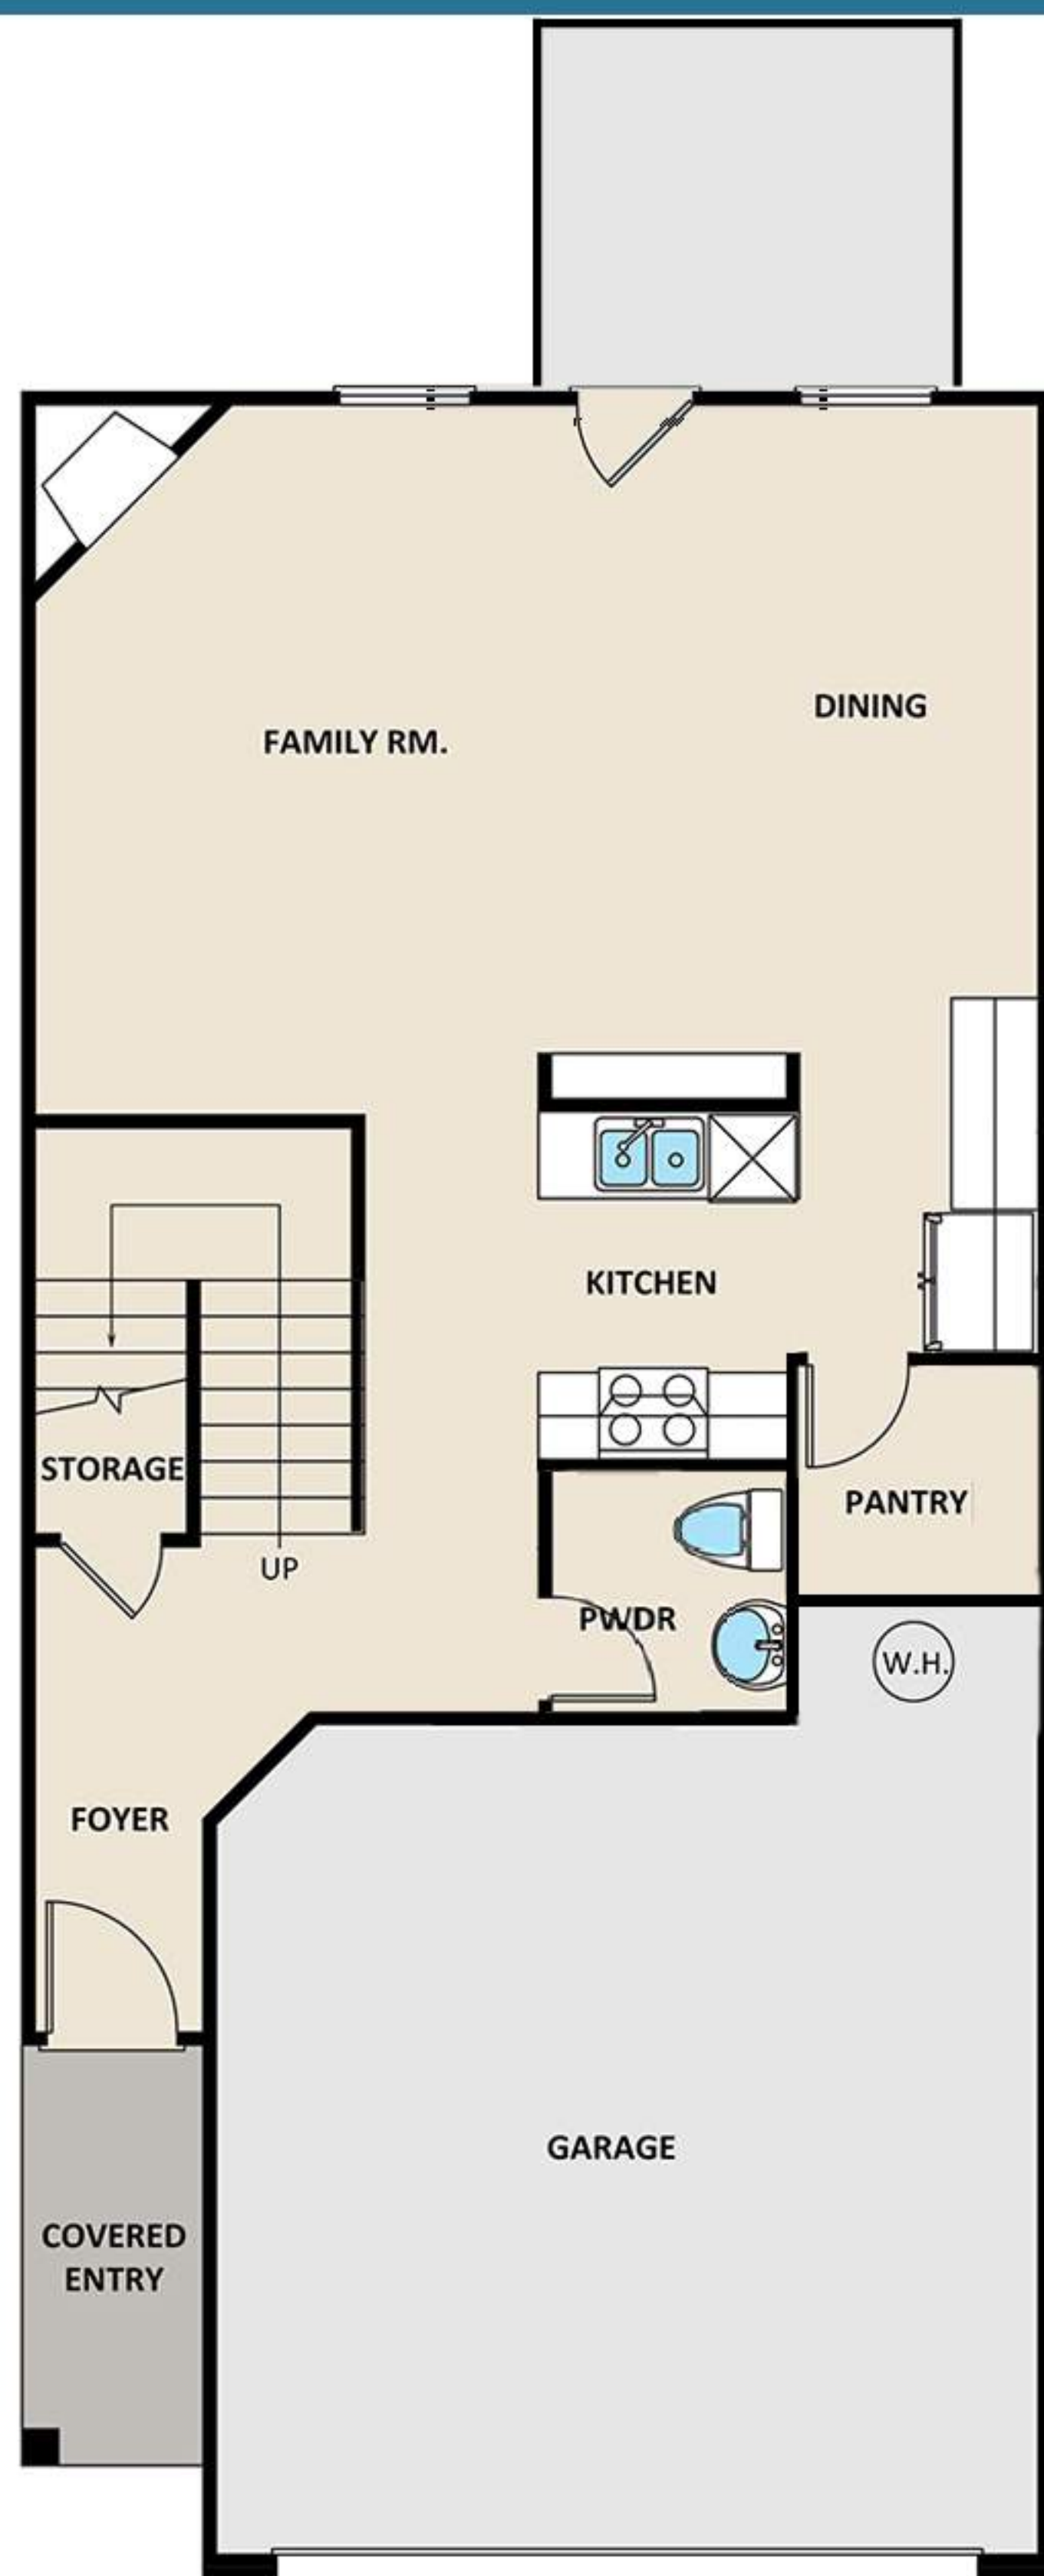 DINING
FAMILY RM.
KITCHEN
STORAGE
PANTRY
UP
PWDR
W.H.
FOYER
GARAGE
COVERED
ENTRY